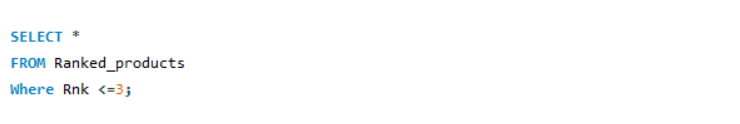 SELECT *
FROM Ranked_products
Where Rnk <=3;